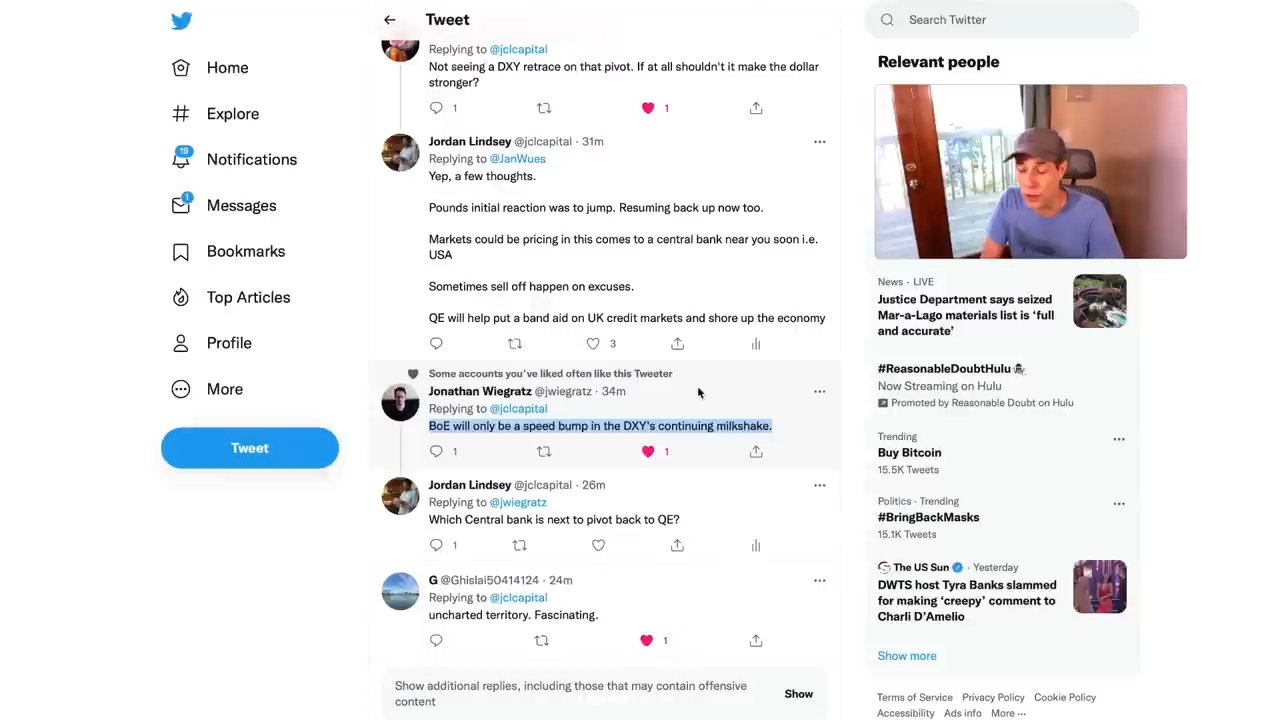 Home
Explore
19
Notifications
1
Messages
Bookmarks
Top Articles
Profile
More
Tweet
Tweet
Replying to @jclcapital
Not seeing a DXY retrace on that pivot. If at all shouldn't it make the dollar
stronger?
1
1
Jordan Lindsey @jclcapital · 31m
Replying to @JanWues
Yep, a few thoughts.
Pounds initial reaction was to jump. Resuming back up now too.
Markets could be pricing in this comes to a central bank near you soon i.e.
USA
Sometimes sell off happen on excuses.
QE will help put a band aid on UK credit markets and shore up the economy
3
Some accounts you've liked often like this Tweeter
Jonathan Wiegratz @jwiegratz · 34m
Replying to @jclcapital
BoE will only be a speed bump in the DXY's continuing milkshake.
1
1
Jordan Lindsey @jclcapital · 26m
Replying to @jwiegratz
Which Central bank is next to pivot back to QE?
1
G @Ghislai50414124 · 24m
Replying to @jclcapital
uncharted territory. Fascinating.
1
Show additional replies, including those that may contain offensive
content
Show
Search Twitter
Relevant people
News · LIVE
Justice Department says seized
Mar-a-Lago materials list is ‘full
and accurate’
#ReasonableDoubtHulu
Now Streaming on Hulu
Promoted by Reasonable Doubt on Hulu
Trending
Buy Bitcoin
15.5K Tweets
Politics · Trending
#BringBackMasks
15.1K Tweets
The US Sun · Yesterday
DWTS host Tyra Banks slammed
for making ‘creepy’ comment to
Charli D’Amelio
Show more
Terms of Service Privacy Policy Cookie Policy
Accessibility Ads info More ···